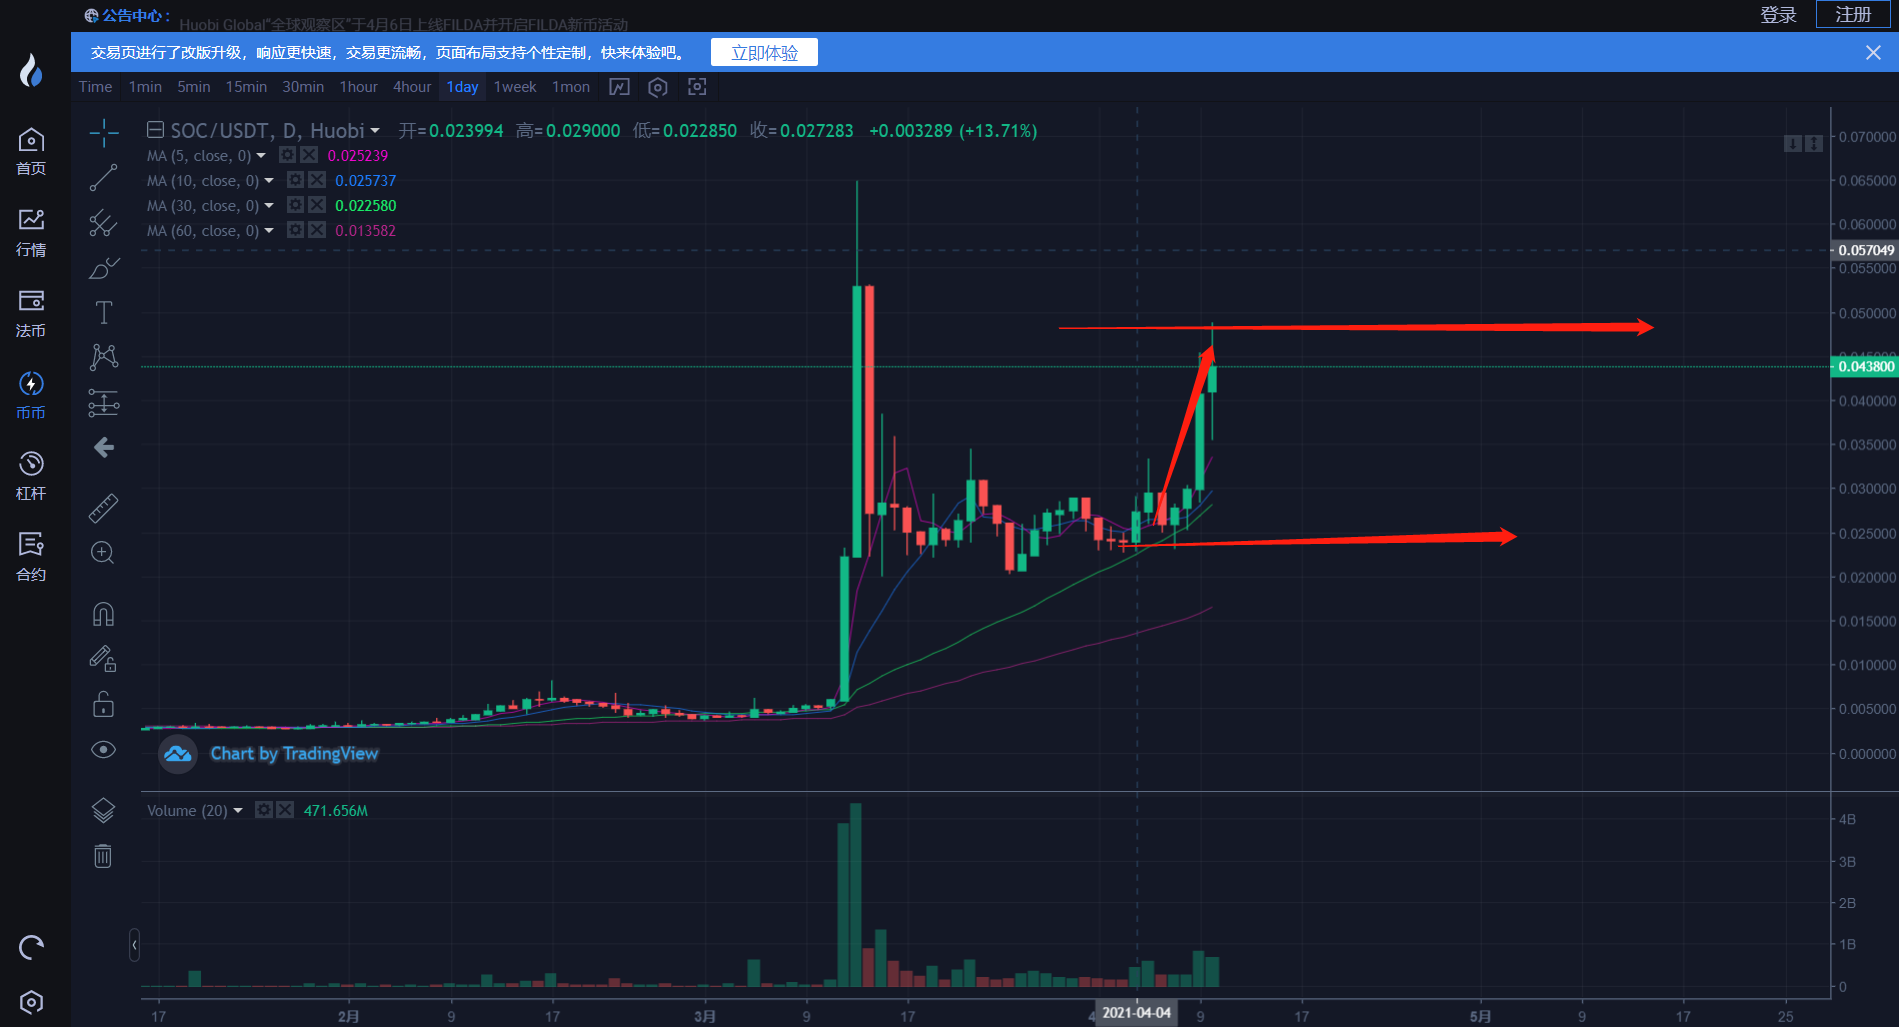 公告中心：
Huobi Global“全球观察区”于4月6日上线FILDA并开启FILDA新币活动
登录
注册
交易页进行了改版升级，响应更快速，交易更流畅，页面布局支持个性定制，快来体验吧。
立即体验
Time 1min 5min 15min 30min 1hour 4hour 1day 1week 1mon
首页
行情
法币
币币
杠杆
合约
SOC/USDT, D, Huobi 开=0.023994 高=0.029000 低=0.022850 收=0.027283 +0.003289 (+13.71%)
MA (5, close, 0) 0.025239
MA (10, close, 0) 0.025737
MA (30, close, 0) 0.022580
MA (60, close, 0) 0.013582
0.070000
0.065000
0.060000
0.057049
0.055000
0.050000
0.045000
0.043800
0.040000
0.035000
0.030000
0.025000
0.020000
0.015000
0.010000
0.005000
0.000000
Chart by TradingView
Volume (20) 471.656M
4B
3B
2B
1B
0
17 2月 9 17 3月 9 17 4 2021-04-04 9 17 5月 9 17 25